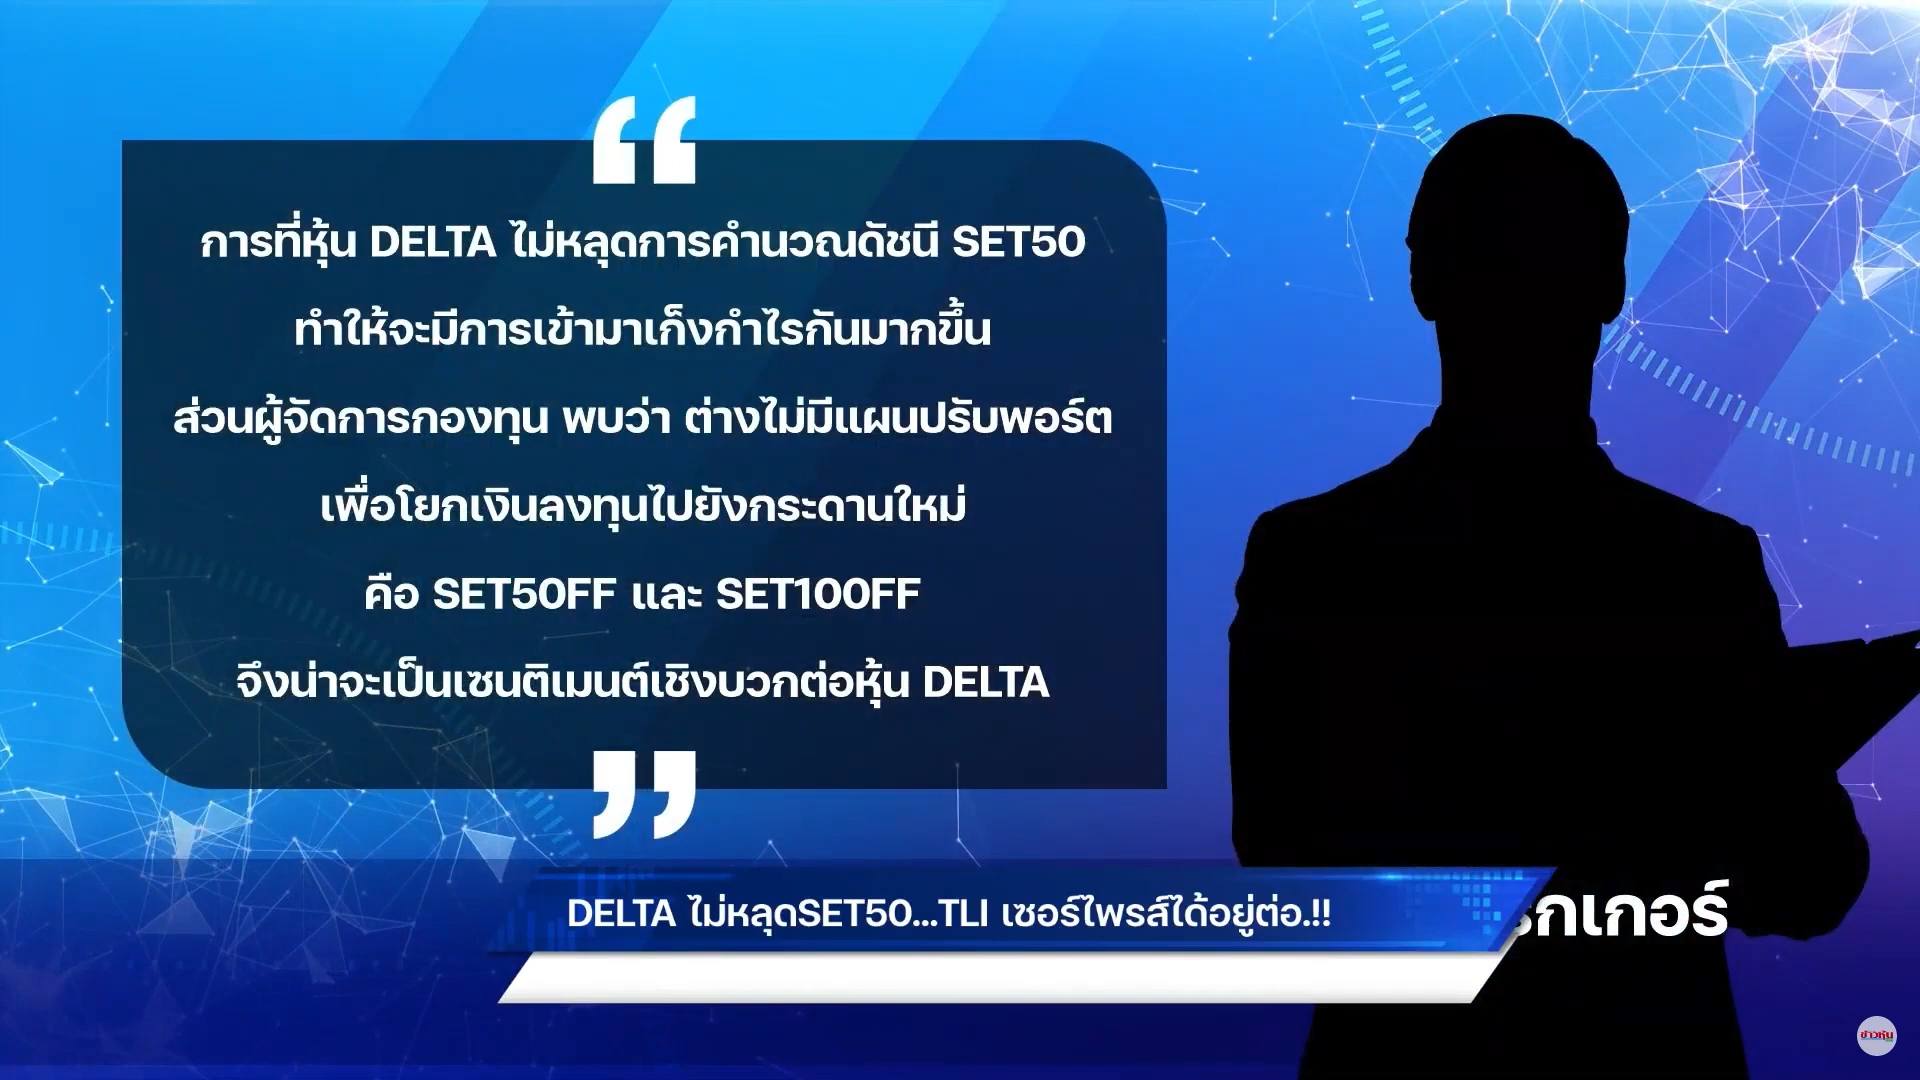 การที่หุ้น DELTA ไม่หลุดการคำนวณดัชนี SET50
ทำให้จะมีการเข้ามาเก็งกำไรกันมากขึ้น
ส่วนผู้จัดการกองทุน พบว่า ต่างไม่มีแผนปรับพอร์ต
เพื่อโยกเงินลงทุนไปยังกระดานใหม่
คือ SET50FF และ SET100FF
จึงน่าจะเป็นเซนติเมนต์เชิงบวกต่อหุ้น DELTA
DELTA ไม่หลุดSET50...TLI เซอร์ไพรส์ได้อยู่ต่อ.!!
ข่าวหุ้น